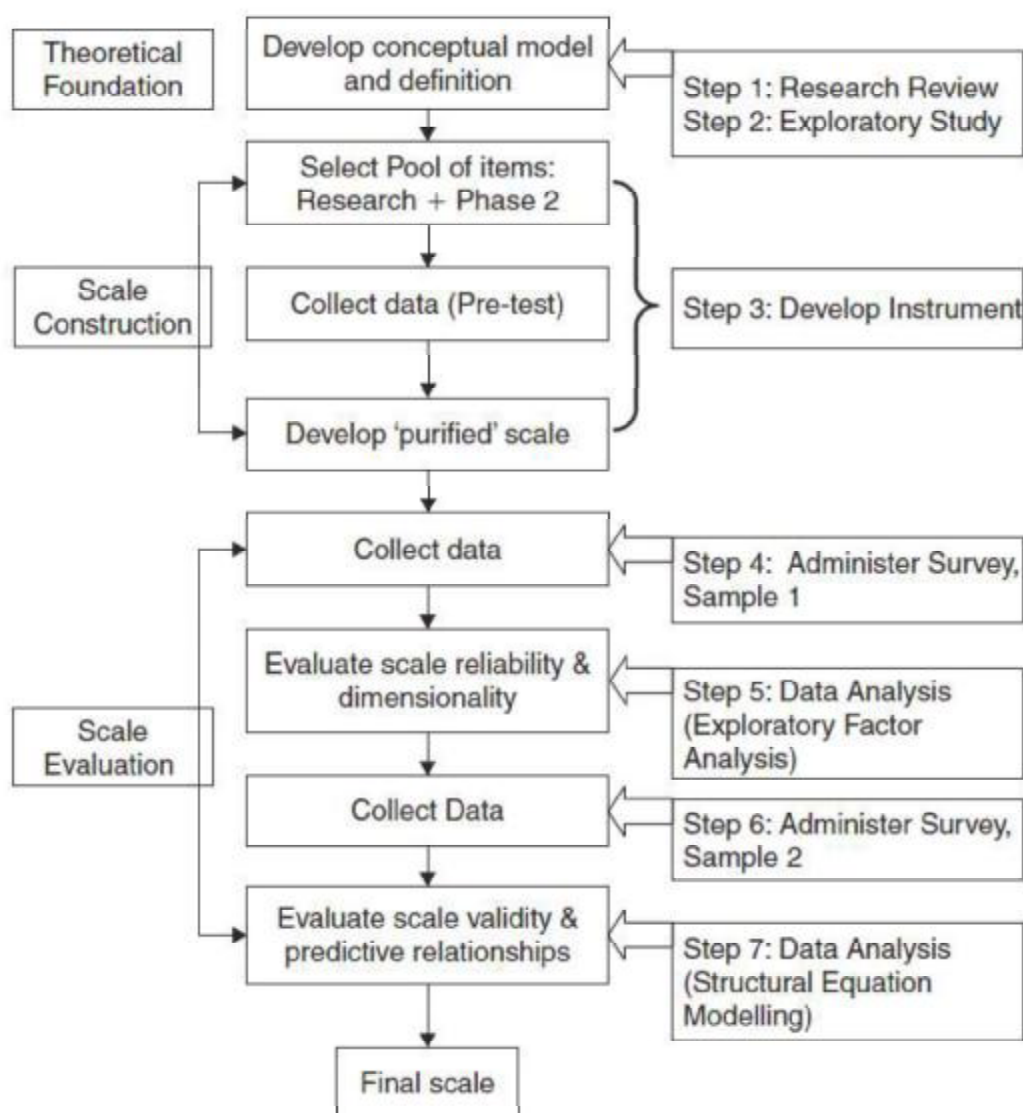 Theoretical
Foundation
Develop conceptual model
and definition
Step 1: Research Review
Step 2: Exploratory Study
Select Pool of items:
Research + Phase 2
Scale
Construction
Collect data (Pre-test)
Step 3: Develop Instrument
Develop ‘purified’ scale
Collect data
Step 4: Administer Survey,
Sample 1
Evaluate scale reliability &
dimensionality
Step 5: Data Analysis
(Exploratory Factor
Analysis)
Scale
Evaluation
Collect Data
Step 6: Administer Survey,
Sample 2
Evaluate scale validity &
predictive relationships
Step 7: Data Analysis
(Structural Equation
Modelling)
Final scale